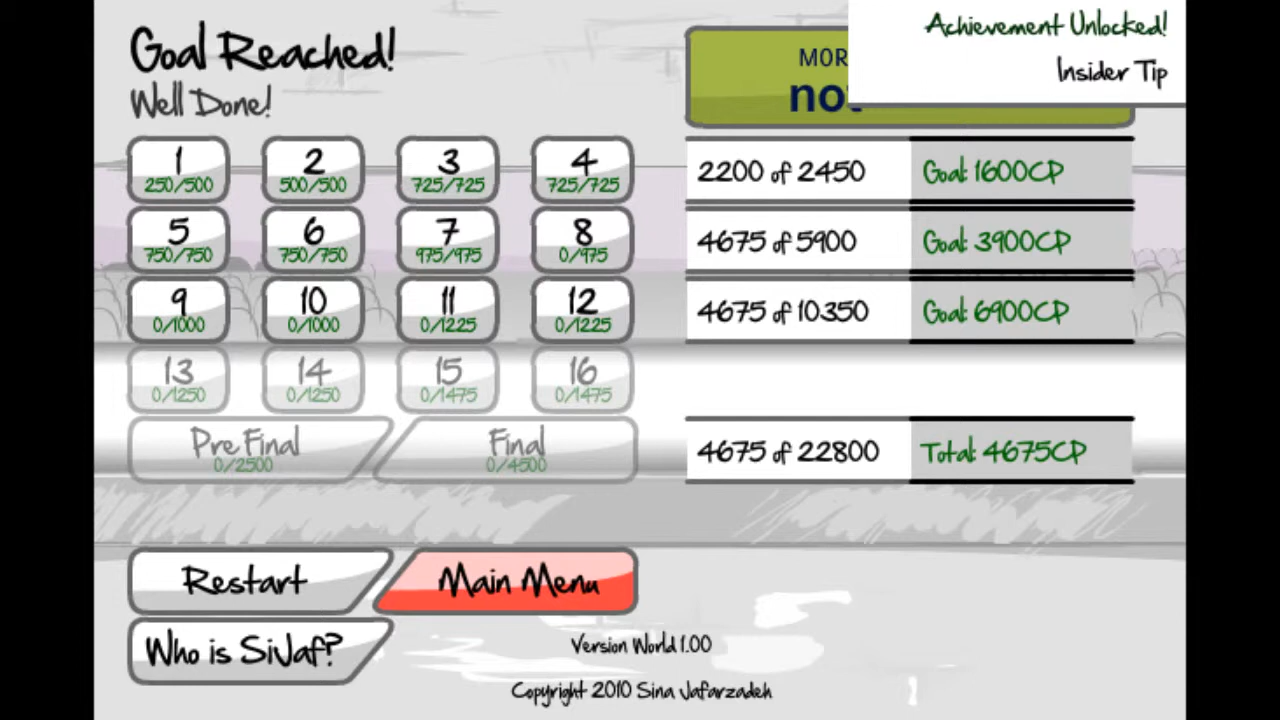 Goal Reached!
Well Done!
Achievement Unlocked!
Insider Tip
1 2 3 4
250/500 500/500 725/725 725/725
2200 of 2450 Goal: 1600CP
5 6 7 8
750/750 750/750 975/975 0/975
4675 of 5900 Goal: 3900CP
9 10 11 12
0/1000 0/1000 0/1225 0/1225
4675 of 10350 Goal: 6900CP
13 14 15 16
0/1250 0/1250 0/1475 0/1475
Pre Final Final
0/2500 0/4500
4675 of 22800 Total: 4675CP
Restart Main Menu
Who is SiJaf?
Version World 1.00
Copyright 2010 Sina Jafarzadeh